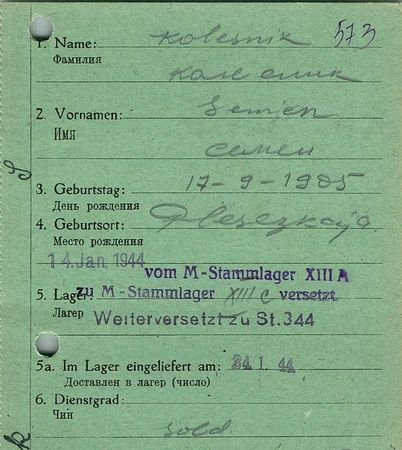 573
1. Name: Kolesnik
Фамилия
Колесник
2. Vornamen: Semjen
Имя
Семен
3. Geburtstag: 17-9-1905
День рождения
4. Geburtsort:
Место рождения
14. Jan. 1944 vom M-Stammlager XIII A
5. Lager: zu M-Stammlager XIII C versetzt
Лагерь
Weiterversetzt zu St. 344
5a. Im Lager eingeliefert am: 24 1. 44
Доставлен в лагерь (число)
6. Dienstgrad:
Чин
Sold.